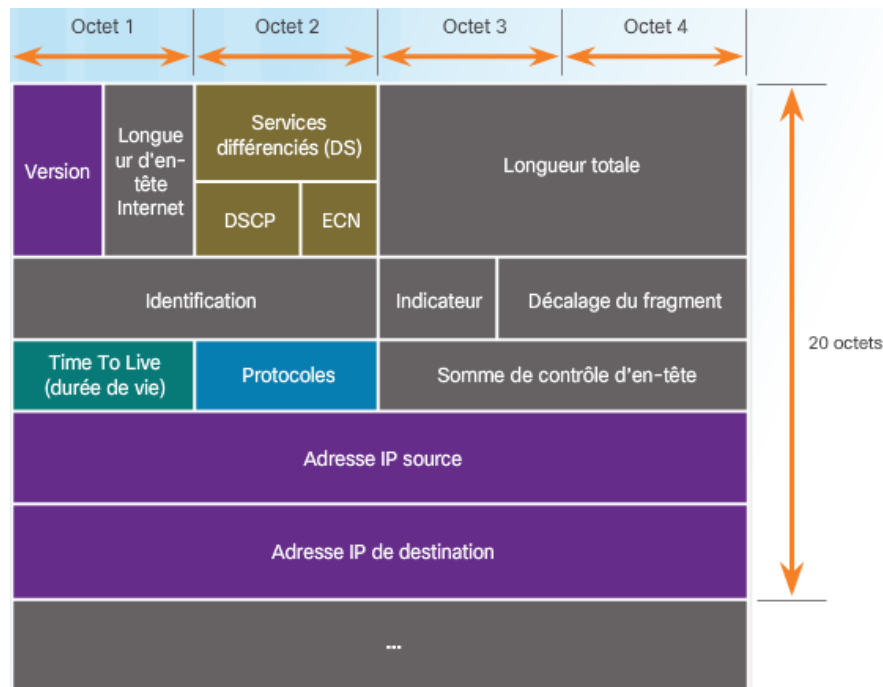 Octet 1 Octet 2 Octet 3 Octet 4
Version
Longue
ur d'en-
tête
Internet
Services
différenciés (DS)
DSCP ECN
Longueur totale
Identification
Indicateur
Décalage du fragment
20 octets
Time To Live
(durée de vie)
Protocoles
Somme de contrôle d'en-tête
Adresse IP source
Adresse IP de destination
...